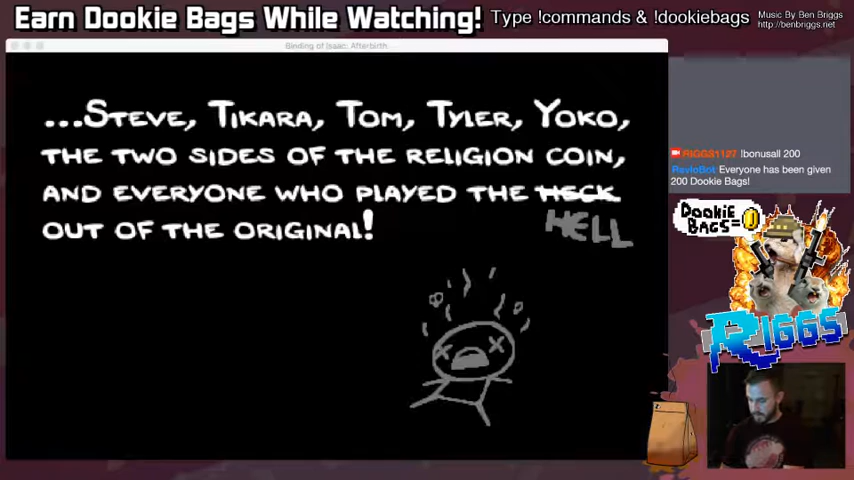 Earn Dookie Bags While Watching! Type !commands & !dookiebags
Music By Ben Briggs
http://benbriggs.net
Binding of Isaac: Afterbirth
...STEVE, TIKARA, TOM, TYLER, YOKO,
THE TWO SIDES OF THE RELIGION COIN,
AND EVERYONE WHO PLAYED THE HECK
HELL
OUT OF THE ORIGINAL!
RIGGS1127 !bonusall 200
RavloBot: Everyone has been given
200 Dookie Bags!
DOOKIE
BAGS=
RIGGS